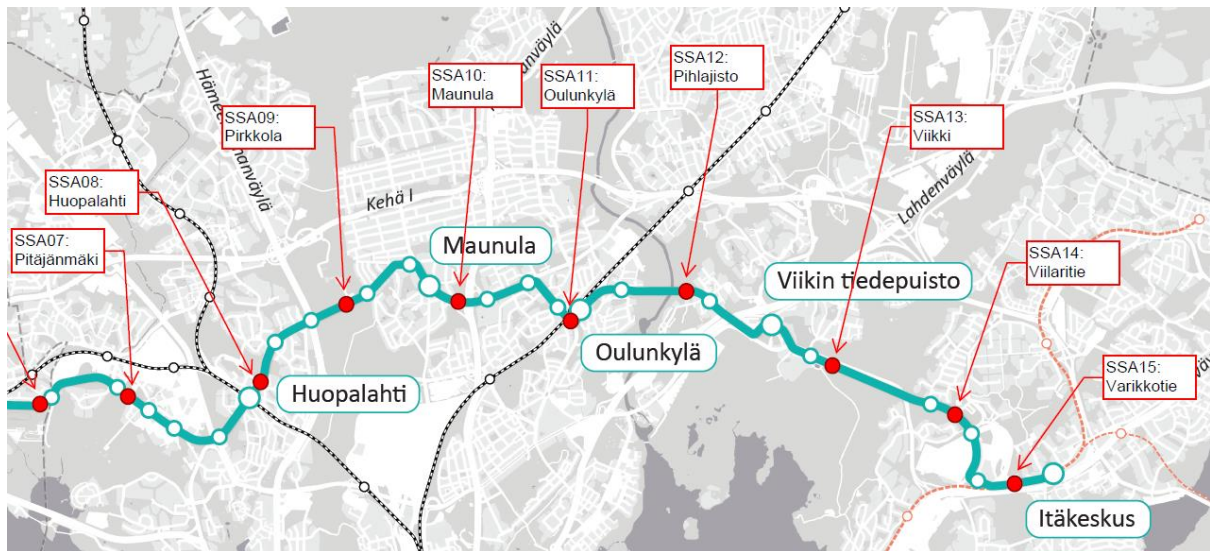 SSA12:
Pihlajisto
SSA10:
Maunula
SSA11:
Oulunkylä
SSA13:
Viikki
SSA09:
Pirkkola
Kehä I
Lahdenväylä
SSA08:
Huopalahti
SSA07:
Pitäjänmäki
Maunula
Viikin tiedepuisto
SSA14:
Viilaritie
Oulunkylä
Huopalahti
SSA15:
Varikkotie
Itäkeskus